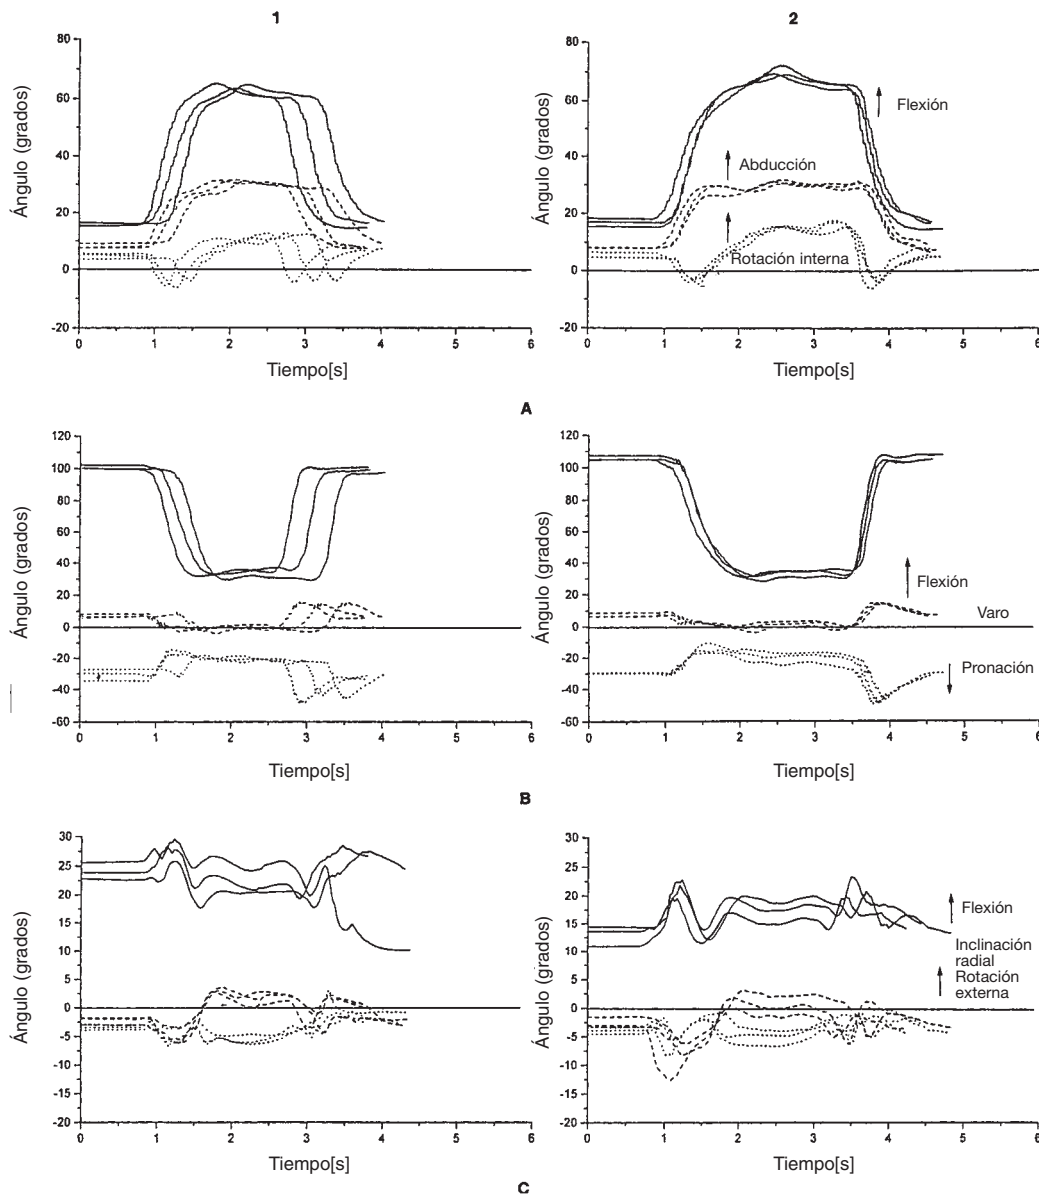 1
2
Ángulo (grados)
80
60
40
20
0
-20
0 1 2 3 4 5 6
Tiempo[s]
Ángulo (grados)
80
60
40
20
0
-20
Flexión
Abducción
Rotación interna
0 1 2 3 4 5 6
Tiempo[s]
A
Ángulo (grados)
120
100
80
60
40
20
0
-20
-40
-60
0 1 2 3 4 5 6
Tiempo[s]
Ángulo (grados)
120
100
80
60
40
20
0
-20
-40
-60
Flexión
Varo
Pronación
0 1 2 3 4 5 6
Tiempo[s]
B
Ángulo (grados)
30
25
20
15
10
5
0
-5
-10
-15
-20
0 1 2 3 4 5 6
Tiempo[s]
Ángulo (grados)
30
25
20
15
10
5
0
-5
-10
-15
-20
Flexión
Inclinación
radial
Rotación
externa
0 1 2 3 4 5 6
Tiempo[s]
C